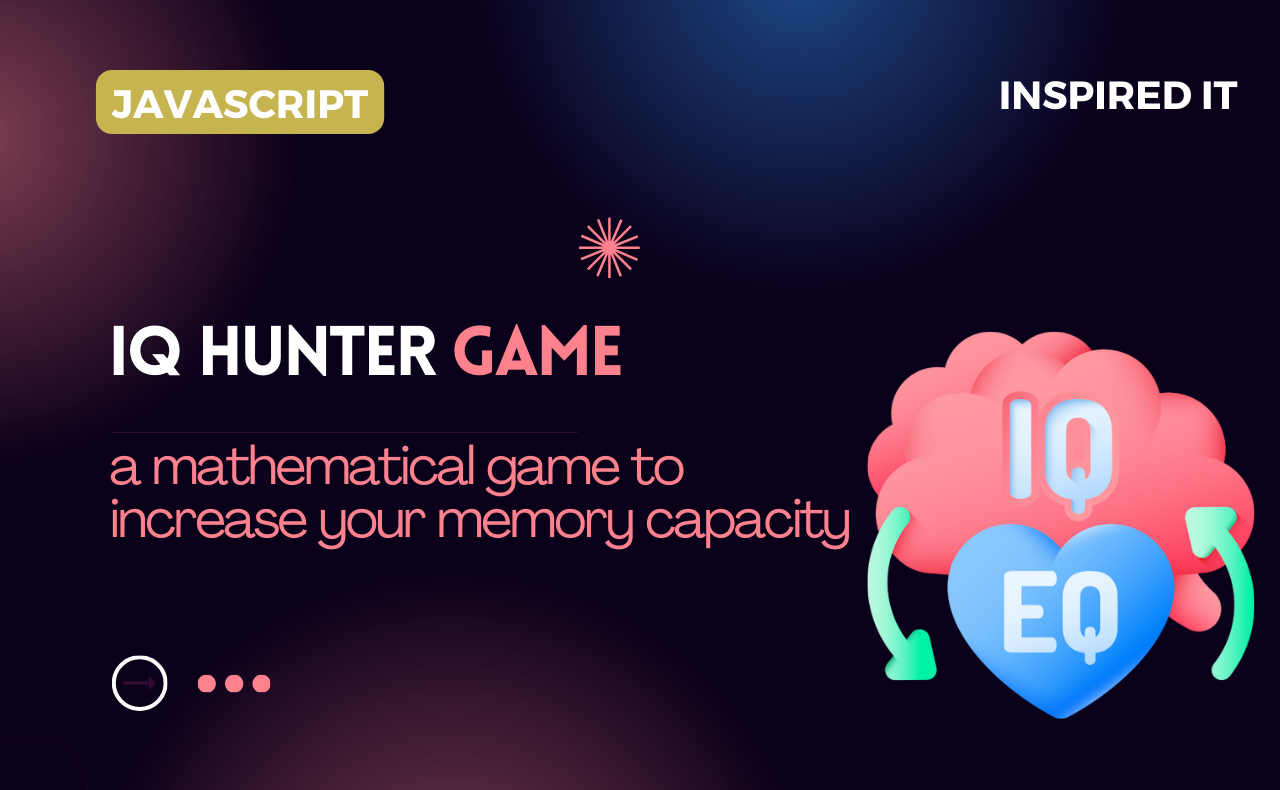 JAVASCRIPT
INSPIRED IT
IQ HUNTER GAME
a mathematical game to
increase your memory capacity
IQ
EQ